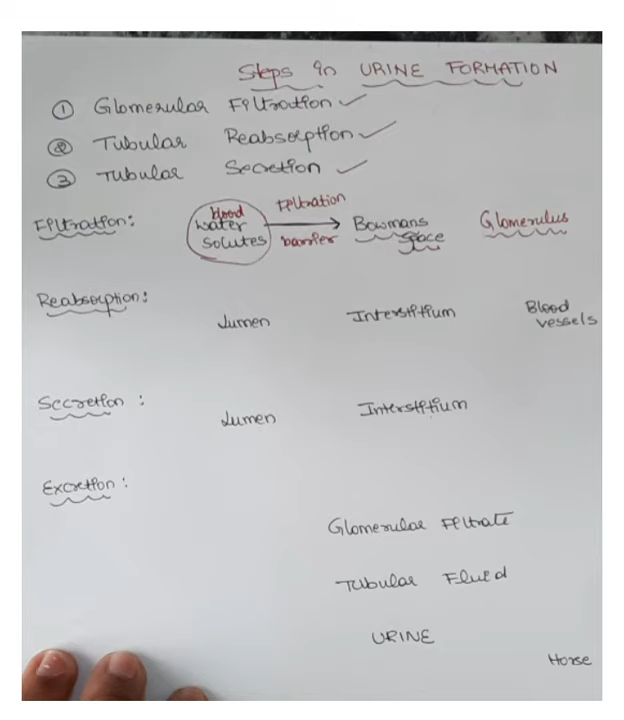 Steps in URINE FORMATION
① Glomerular Filtration ✓
② Tubular Reabsorption ✓
③ Tubular Secretion ✓
Filtration: blood water solutes Filtration barrier → Bowmans space Glomerulus
Reabsorption:
Lumen Interstitium Blood vessels
Secretion:
Lumen Interstitium
Excretion:
Glomerular Filtrate
Tubular Fluid
URINE
Horse